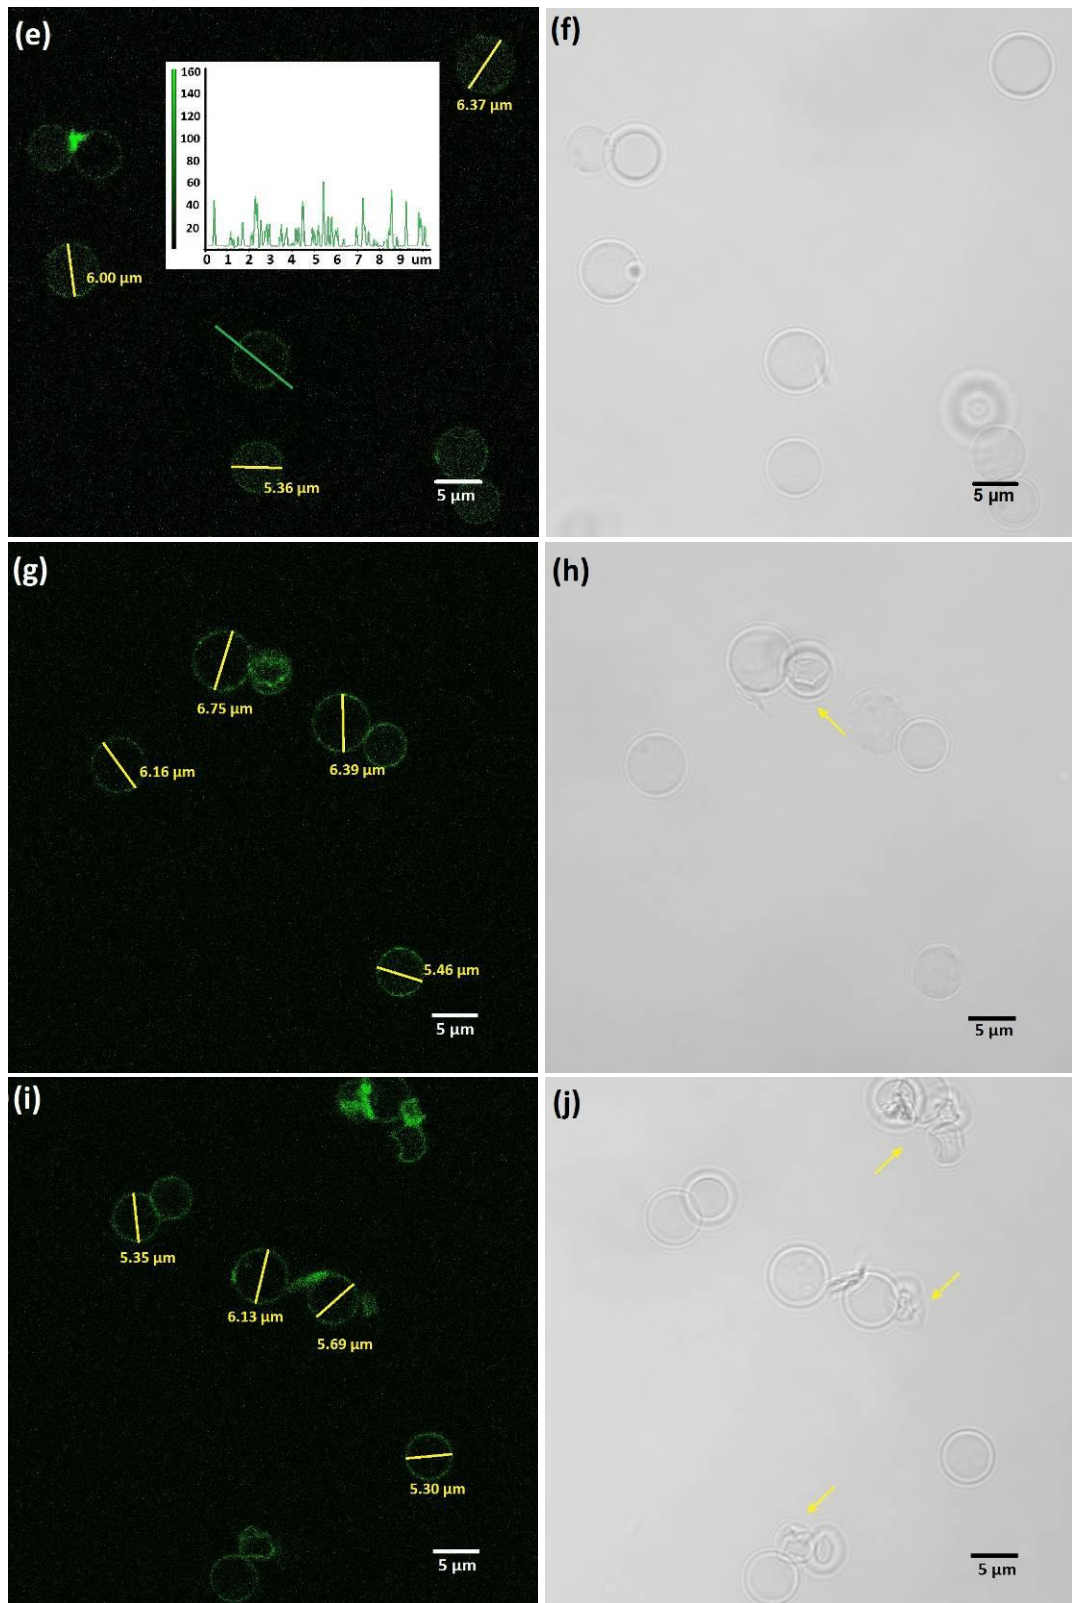 (e)
6.37 µm
160
140
120
100
80
60
40
20
0 1 2 3 4 5 6 7 8 9 um
6.00 µm
5.36 µm
5 µm
(f)
5 µm
(g)
6.75 µm
6.16 µm
6.39 µm
5.46 µm
5 µm
(h)
5 µm
(i)
5.35 µm
6.13 µm
5.69 µm
5.30 µm
5 µm
(j)
5 µm